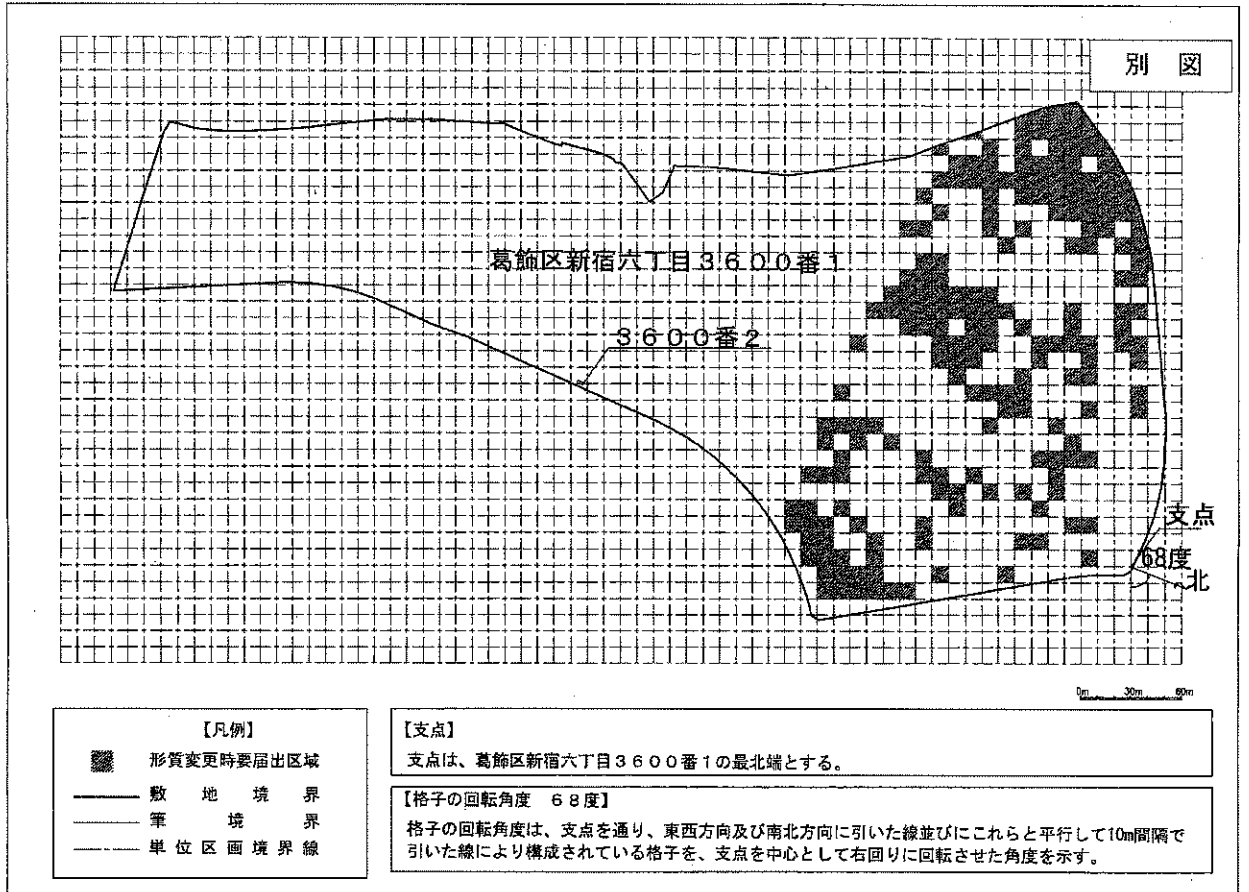 別 図
葛飾区新宿六丁目3600番1
3600番2
支点
68度
北
0m 30m 60m
【凡例】
形質変更時要届出区域
敷 地 境 界
筆 境 界
単位区画境界線
【支点】
支点は、葛飾区新宿六丁目3600番1の最北端とする。
【格子の回転角度 68度】
格子の回転角度は、支点を通り、東西方向及び南北方向に引いた線並びにこれらと平行して10m間隔で
引いた線により構成されている格子を、支点を中心として右回りに回転させた角度を示す。